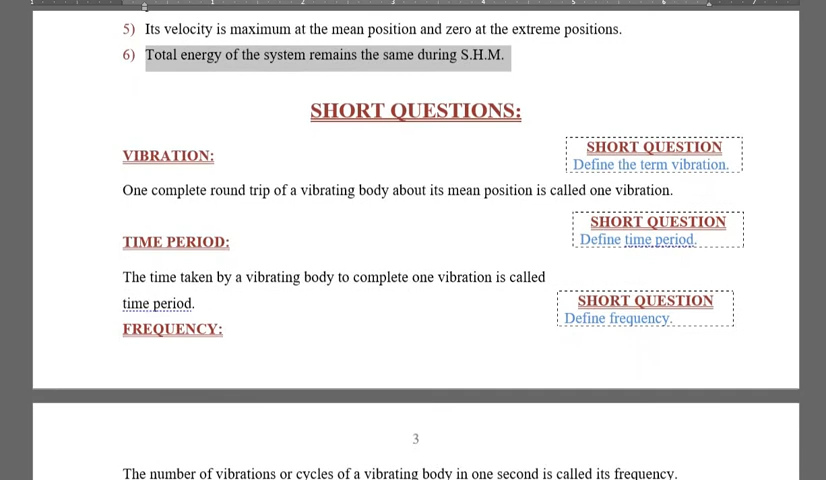 5) Its velocity is maximum at the mean position and zero at the extreme positions.
6) Total energy of the system remains the same during S.H.M.
SHORT QUESTIONS:
SHORT QUESTION
Define the term vibration.
VIBRATION:
One complete round trip of a vibrating body about its mean position is called one vibration.
SHORT QUESTION
Define time period.
TIME PERIOD:
The time taken by a vibrating body to complete one vibration is called
time period.
SHORT QUESTION
Define frequency.
FREQUENCY:
3
The number of vibrations or cycles of a vibrating body in one second is called its frequency.